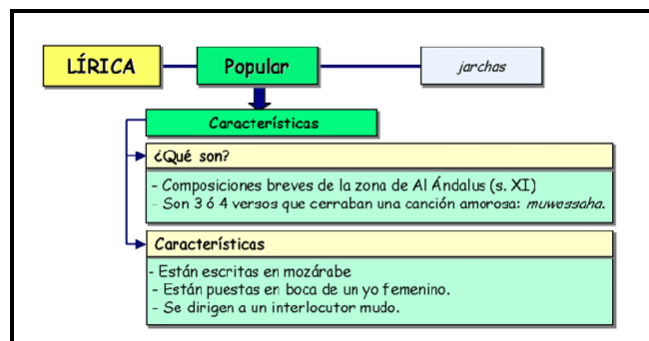 LÍRICA
Popular
jarchas
Características
¿Qué son?
- Composiciones breves de la zona de Al Ándalus (s. XI)
- Son 3 ó 4 versos que cerraban una canción amorosa: muwassaha.
Características
- Están escritas en mozárabe
- Están puestas en boca de un yo femenino.
- Se dirigen a un interlocutor mudo.